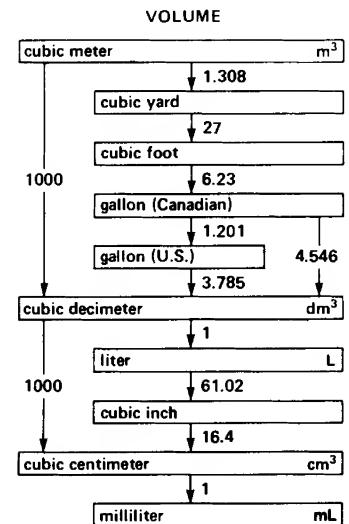 VOLUME
cubic meter m³
1.308
cubic yard
27
cubic foot
1000 6.23
gallon (Canadian)
1.201
gallon (U.S.) 4.546
3.785
cubic decimeter dm³
1
liter L
1000 61.02
cubic inch
16.4
cubic centimeter cm³
1
milliliter mL